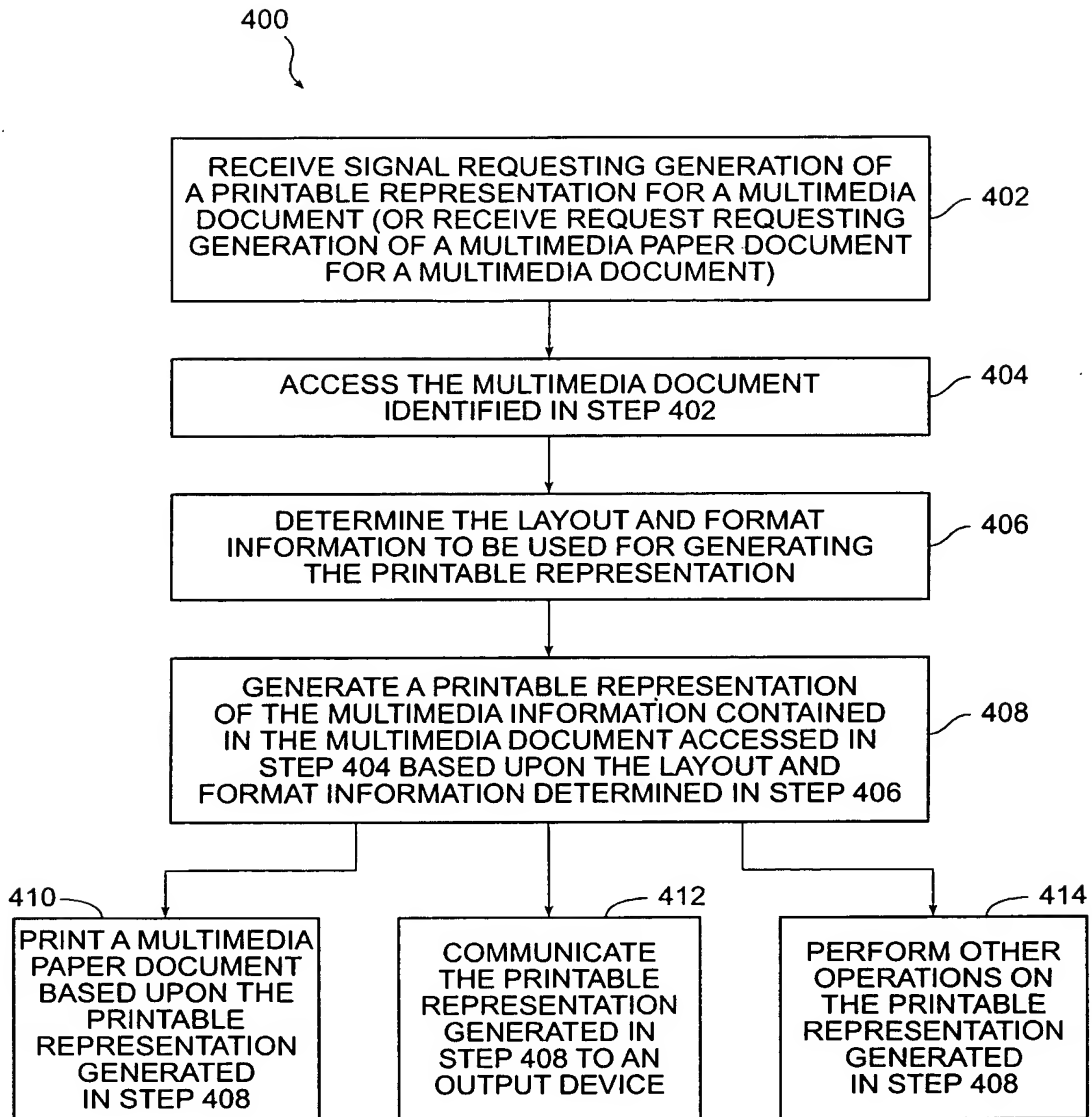 400
RECEIVE SIGNAL REQUESTING GENERATION OF
A PRINTABLE REPRESENTATION FOR A MULTIMEDIA
DOCUMENT (OR RECEIVE REQUEST REQUESTING
GENERATION OF A MULTIMEDIA PAPER DOCUMENT
FOR A MULTIMEDIA DOCUMENT)
402
ACCESS THE MULTIMEDIA DOCUMENT
IDENTIFIED IN STEP 402
404
DETERMINE THE LAYOUT AND FORMAT
INFORMATION TO BE USED FOR GENERATING
THE PRINTABLE REPRESENTATION
406
GENERATE A PRINTABLE REPRESENTATION
OF THE MULTIMEDIA INFORMATION CONTAINED
IN THE MULTIMEDIA DOCUMENT ACCESSED IN
STEP 404 BASED UPON THE LAYOUT AND
FORMAT INFORMATION DETERMINED IN STEP 406
408
410
PRINT A MULTIMEDIA
PAPER DOCUMENT
BASED UPON THE
PRINTABLE
REPRESENTATION
GENERATED
IN STEP 408
412
COMMUNICATE
THE PRINTABLE
REPRESENTATION
GENERATED IN
STEP 408 TO AN
OUTPUT DEVICE
414
PERFORM OTHER
OPERATIONS ON
THE PRINTABLE
REPRESENTATION
GENERATED
IN STEP 408